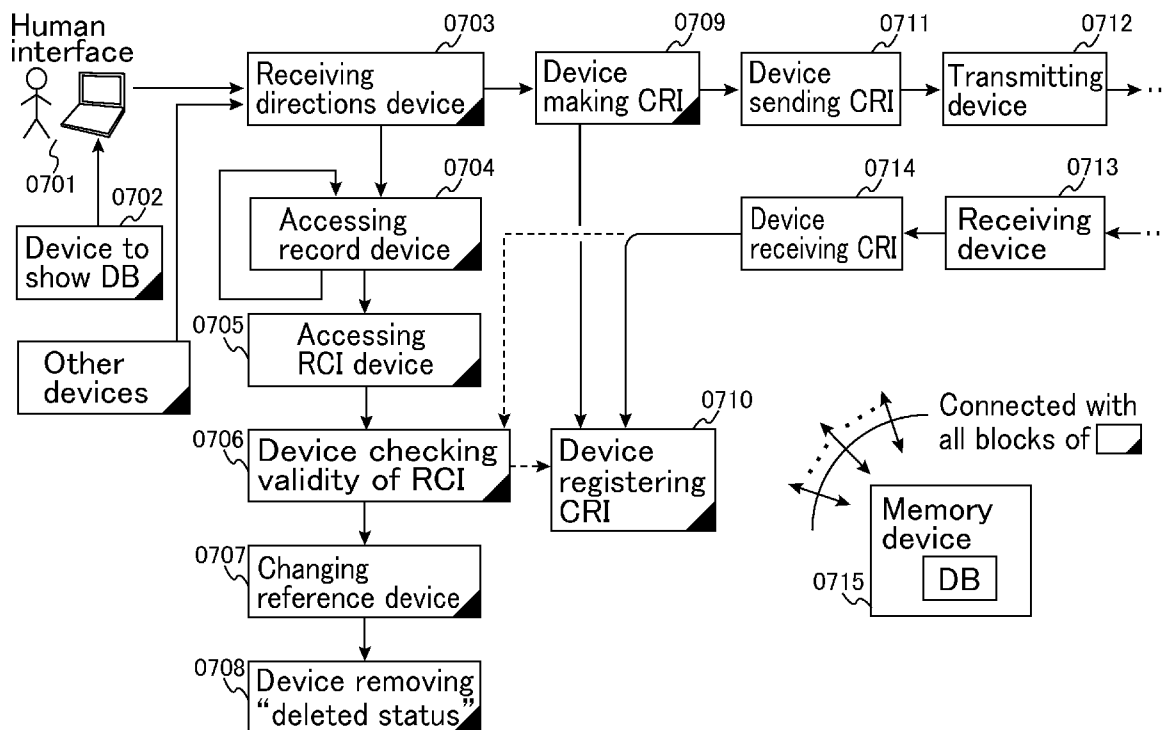 Human
interface
0701
0702
Device to
show DB
Other
devices
0703
Receiving
directions device
0704
Accessing
record device
0705
Accessing
RCI device
0706
Device checking
validity of RCI
0707
Changing
reference device
0708
Device removing
“deleted status”
0709
Device
making CRI
0710
Device
registering
CRI
0711
Device
sending CRI
0712
Transmitting
device
0713
Receiving
device
0714
Device
receiving CRI
Connected with
all blocks of
Memory
device
DB
0715